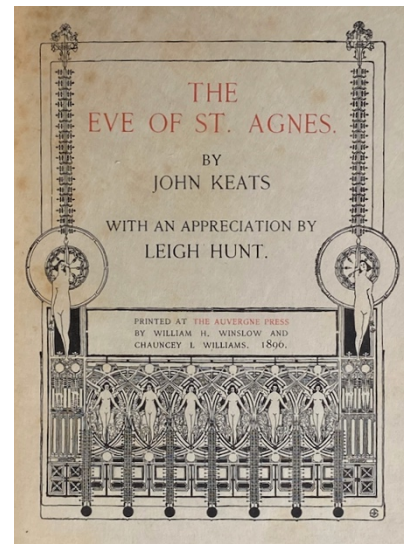 THE
EVE OF ST. AGNES.
BY
JOHN KEATS
WITH AN APPRECIATION BY
LEIGH HUNT.
PRINTED AT THE AUVERGNE PRESS
BY WILLIAM H. WINSLOW AND
CHAUNCEY L WILLIAMS. 1896.